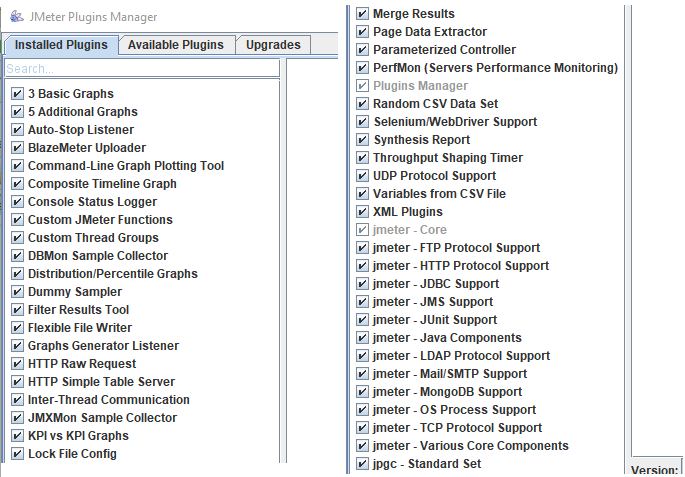 JMeter Plugins Manager
Installed Plugins
Available Plugins
Upgrades
Search...
3 Basic Graphs
5 Additional Graphs
Auto-Stop Listener
BlazeMeter Uploader
Command-Line Graph Plotting Tool
Composite Timeline Graph
Console Status Logger
Custom JMeter Functions
Custom Thread Groups
DBMon Sample Collector
Distribution/Percentile Graphs
Dummy Sampler
Filter Results Tool
Flexible File Writer
Graphs Generator Listener
HTTP Raw Request
HTTP Simple Table Server
Inter-Thread Communication
JMXMon Sample Collector
KPI vs KPI Graphs
Lock File Config
Merge Results
Page Data Extractor
Parameterized Controller
PerfMon (Servers Performance Monitoring)
Plugins Manager
Random CSV Data Set
Selenium/WebDriver Support
Synthesis Report
Throughput Shaping Timer
UDP Protocol Support
Variables from CSV File
XML Plugins
jmeter - Core
jmeter - FTP Protocol Support
jmeter - HTTP Protocol Support
jmeter - JDBC Support
jmeter - JMS Support
jmeter - JUnit Support
jmeter - Java Components
jmeter - LDAP Protocol Support
jmeter - Mail/SMTP Support
jmeter - MongoDB Support
jmeter - OS Process Support
jmeter - TCP Protocol Support
jmeter - Various Core Components
jpgc - Standard Set
Version: